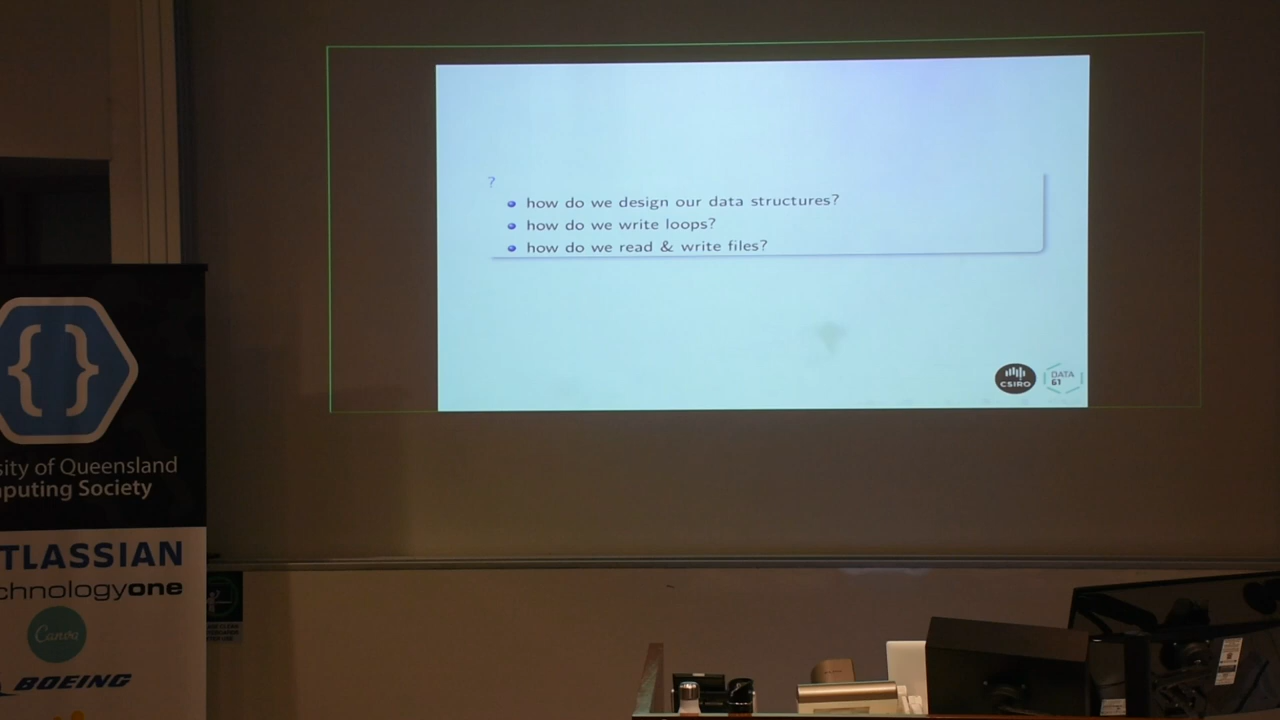 ?
how do we design our data structures?
how do we write loops?
how do we read & write files?
CSIRO
DATA
61
{ }
sity of Queensland
mputing Society
TLASSIAN
chnologyone
Canva
BOEING